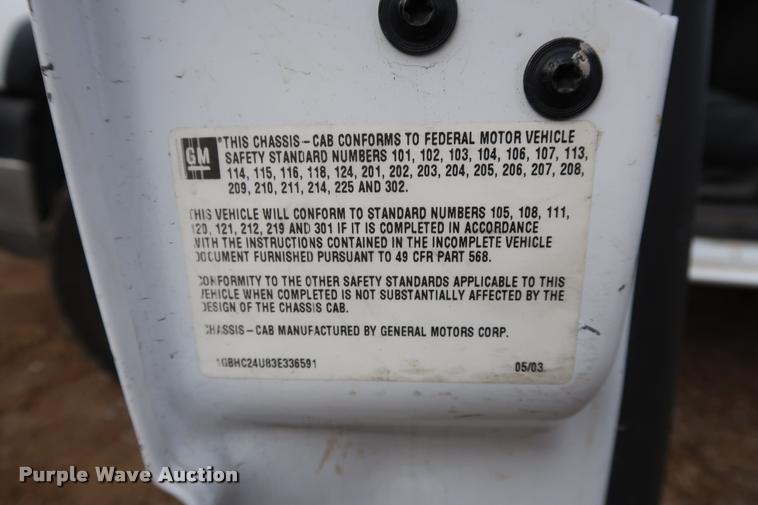 GM
THIS CHASSIS-CAB CONFORMS TO FEDERAL MOTOR VEHICLE
SAFETY STANDARD NUMBERS 101, 102, 103, 104, 106, 107, 113,
114, 115, 116, 118, 124, 201, 202, 203, 204, 205, 206, 207, 208,
209, 210, 211, 214, 225 AND 302.
THIS VEHICLE WILL CONFORM TO STANDARD NUMBERS 105, 108, 111,
120, 121, 212, 219 AND 301 IF IT IS COMPLETED IN ACCORDANCE
WITH THE INSTRUCTIONS CONTAINED IN THE INCOMPLETE VEHICLE
DOCUMENT FURNISHED PURSUANT TO 49 CFR PART 568.
CONFORMITY TO THE OTHER SAFETY STANDARDS APPLICABLE TO THIS
VEHICLE WHEN COMPLETED IS NOT SUBSTANTIALLY AFFECTED BY THE
DESIGN OF THE CHASSIS CAB.
CHASSIS-CAB MANUFACTURED BY GENERAL MOTORS CORP.
1GBHC24U83E336591 05/03
Purple Wave Auction